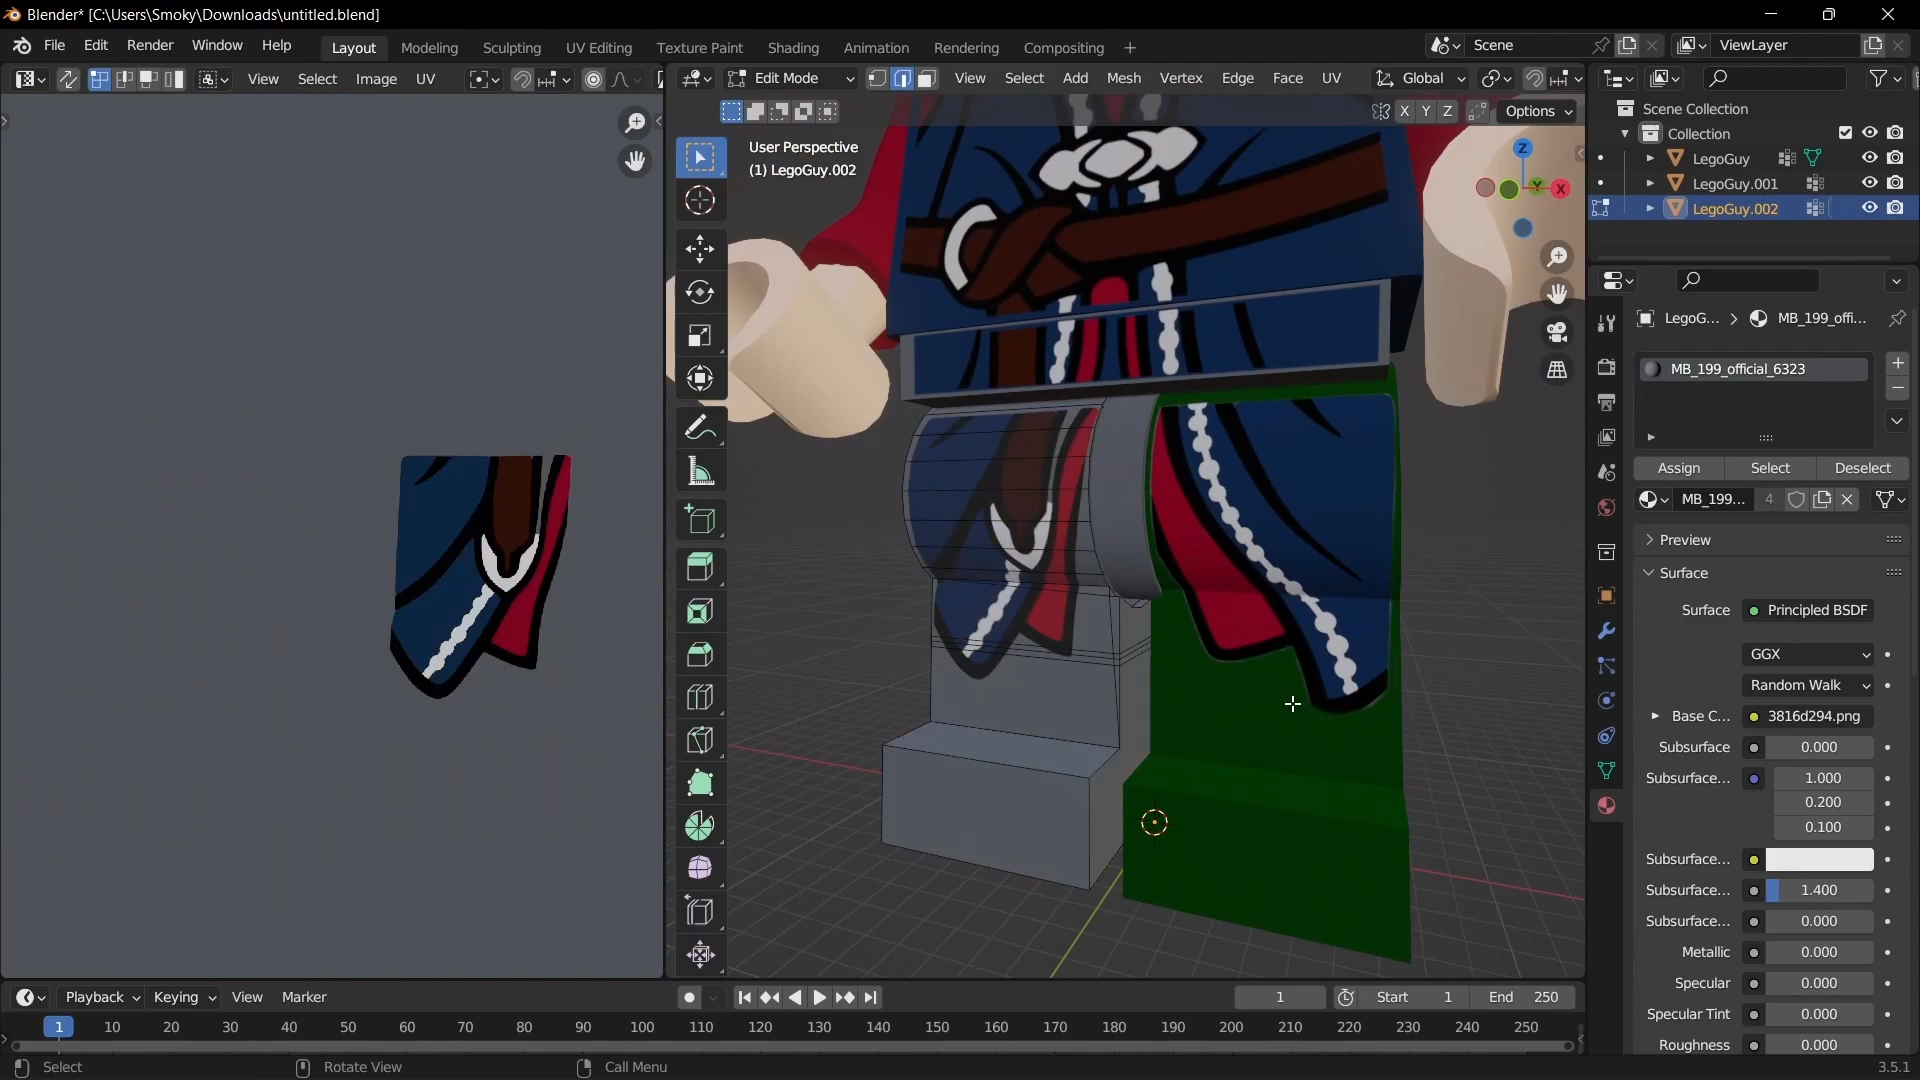 Blender* [C:\Users\Smoky\Downloads\untitled.blend]
File Edit Render Window Help
Layout Modeling Sculpting UV Editing Texture Paint Shading Animation Rendering Compositing +
Scene
ViewLayer
View Select Image UV
Edit Mode
View Select Add Mesh Vertex Edge Face UV
Global
X Y Z
Options
User Perspective
(1) LegoGuy.002
Z
Y
X
Scene Collection
Collection
LegoGuy
LegoGuy.001
LegoGuy.002
LegoG... > MB_199_offi...
MB_199_official_6323
Assign Select Deselect
MB_199... 4
Preview
Surface
Surface Principled BSDF
GGX
Random Walk
Base C... 3816d294.png
Subsurface 0.000
Subsurface... 1.000
0.200
0.100
Subsurface...
Subsurface... 1.400
Subsurface... 0.000
Metallic 0.000
Specular 0.000
Specular Tint 0.000
Roughness 0.000
Playback Keying View Marker
1
Start 1
End 250
1 10 20 30 40 50 60 70 80 90 100 110 120 130 140 150 160 170 180 190 200 210 220 230 240 250
Select
Rotate View
Call Menu
3.5.1